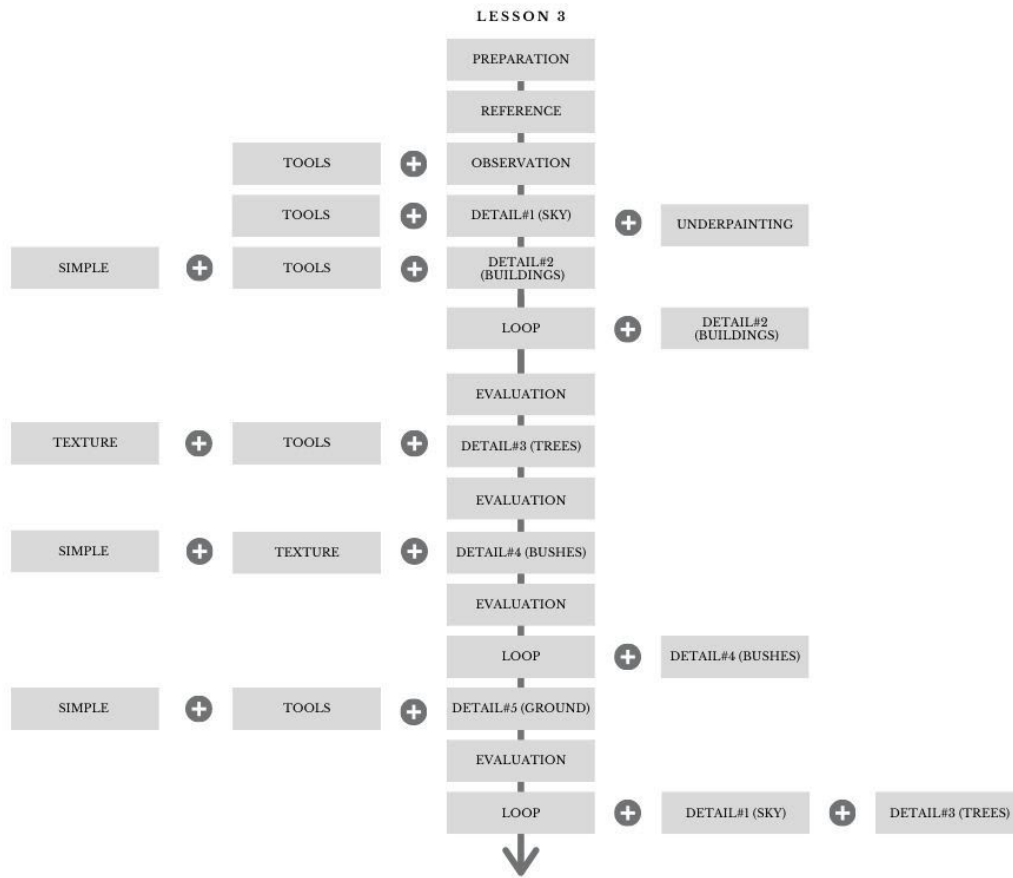 LESSON 3
PREPARATION
REFERENCE
TOOLS
OBSERVATION
TOOLS
DETAIL#1 (SKY)
UNDERPAINTING
SIMPLE
TOOLS
DETAIL#2
(BUILDINGS)
LOOP
DETAIL#2
(BUILDINGS)
EVALUATION
TEXTURE
TOOLS
DETAIL#3 (TREES)
EVALUATION
SIMPLE
TEXTURE
DETAIL#4 (BUSHES)
EVALUATION
LOOP
DETAIL#4 (BUSHES)
SIMPLE
TOOLS
DETAIL#5 (GROUND)
EVALUATION
LOOP
DETAIL#1 (SKY)
DETAIL#3 (TREES)